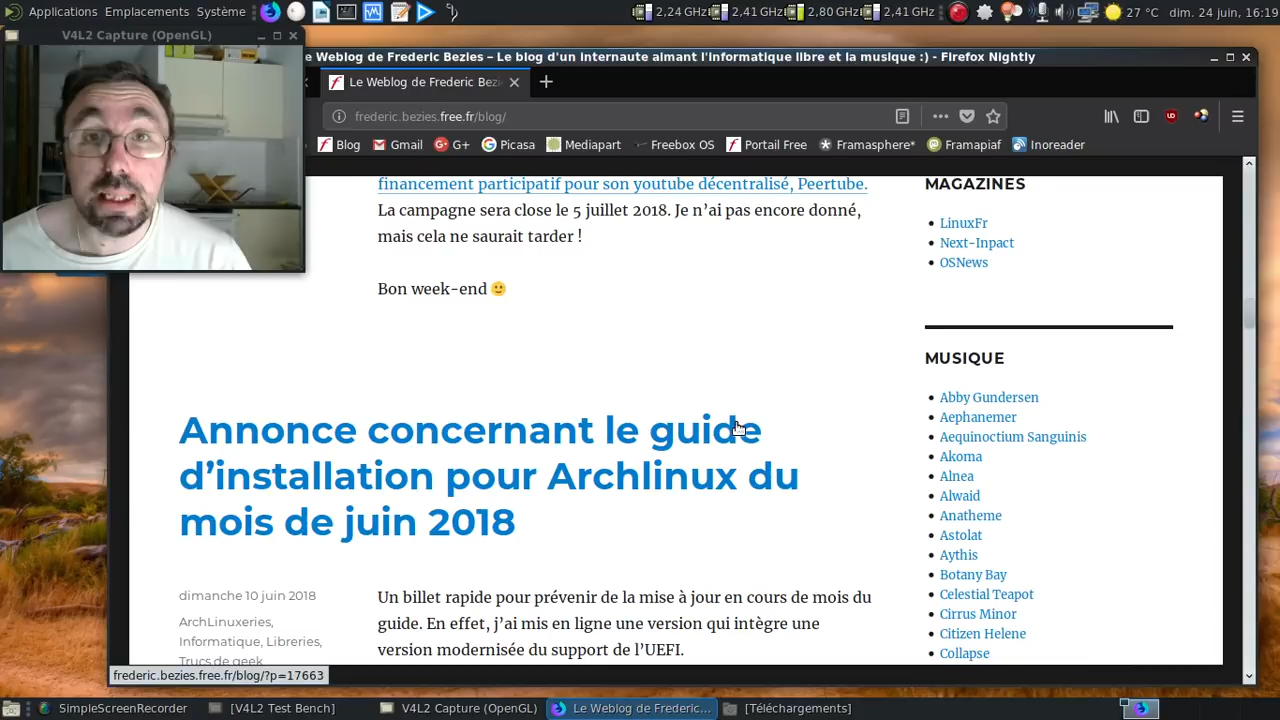 Applications Emplacements Système 2,24 GHz 2,41 GHz 2,80 GHz 2,41 GHz 27 °C dim. 24 juin, 16:19
V4L2 Capture (OpenGL)
e Weblog de Frederic Bezies – Le blog d'un internaute aimant l'informatique libre et la musique :) - Firefox Nightly
Le Weblog de Frederic Bezi
frederic.bezies.free.fr/blog/
Blog Gmail G+ Picasa Mediapart Freebox OS Portail Free Framasphere* Framapiaf Inoreader
financement participatif pour son youtube décentralisé, Peertube.
La campagne sera close le 5 juillet 2018. Je n’ai pas encore donné,
mais cela ne saurait tarder !
Bon week-end 🙂
Annonce concernant le guide
d’installation pour Archlinux du
mois de juin 2018
dimanche 10 juin 2018
ArchLinuxeries,
Informatique, Libreries,
Trucs de geek
Un billet rapide pour prévenir de la mise à jour en cours de mois du
guide. En effet, j’ai mis en ligne une version qui intègre une
version modernisée du support de l’UEFI.
MAGAZINES
LinuxFr
Next-Inpact
OSNews
MUSIQUE
Abby Gundersen
Aephanemer
Aequinoctium Sanguinis
Akoma
Alnea
Alwaid
Anatheme
Astolat
Aythis
Botany Bay
Celestial Teapot
Cirrus Minor
Citizen Helene
Collapse
frederic.bezies.free.fr/blog/?p=17663
SimpleScreenRecorder [V4L2 Test Bench] V4L2 Capture (OpenGL) Le Weblog de Frederic... [Téléchargements]